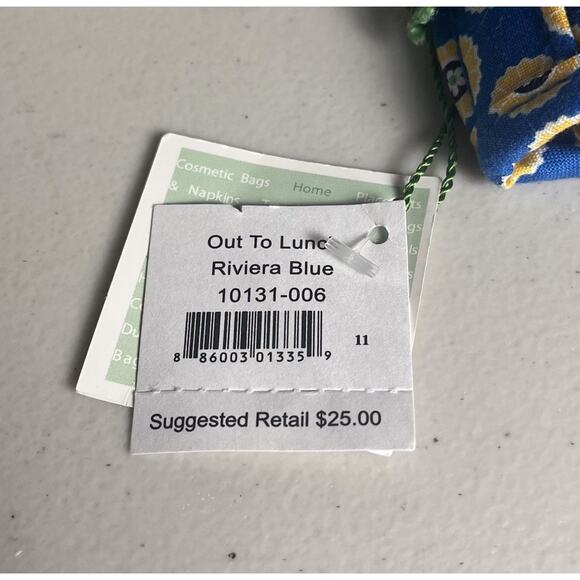 Cosmetic Bags Home
& Napkins
Out To
Riviera Blue
10131-006
8 86003 01335 9
11
Suggested Retail $25.00